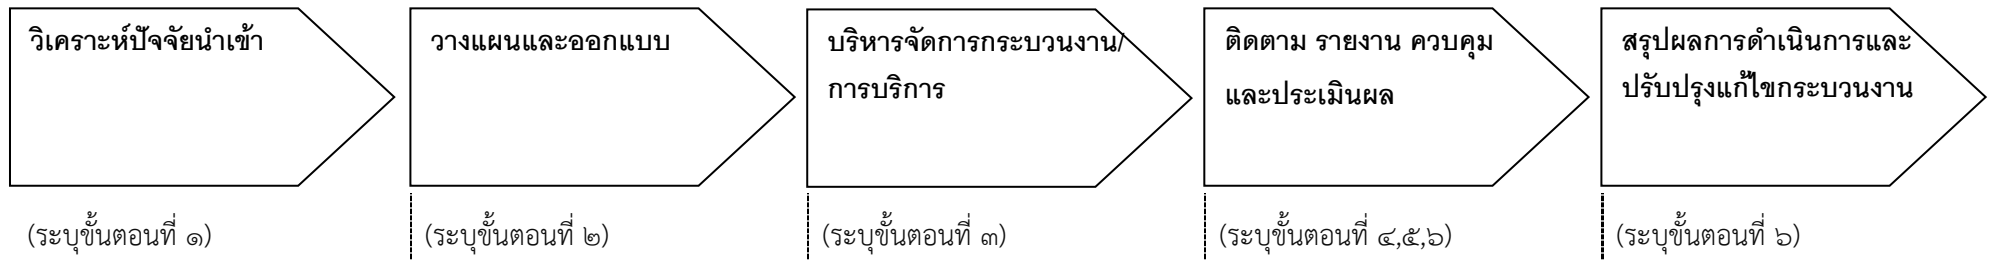 วิเคราะห์ปัจจัยนำเข้า
วางแผนและออกแบบ
บริหารจัดการกระบวนงาน/
การบริการ
ติดตาม รายงาน ควบคุม
และประเมินผล
สรุปผลการดำเนินการและ
ปรับปรุงแก้ไขกระบวนงาน
(ระบุขั้นตอนที่ ๑)
(ระบุขั้นตอนที่ ๒)
(ระบุขั้นตอนที่ ๓)
(ระบุขั้นตอนที่ ๔,๕,๖)
(ระบุขั้นตอนที่ ๖)